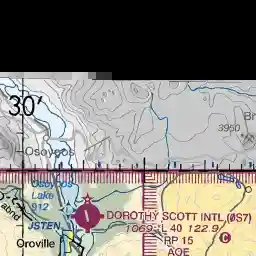 30'
3950
Osoyoos
Osoyoos
Lake
912
DOROTHY SCOTT INTL (0S7)
1069 *L 40 122.9
RP 15
AOE
JSTEN
Oroville
C